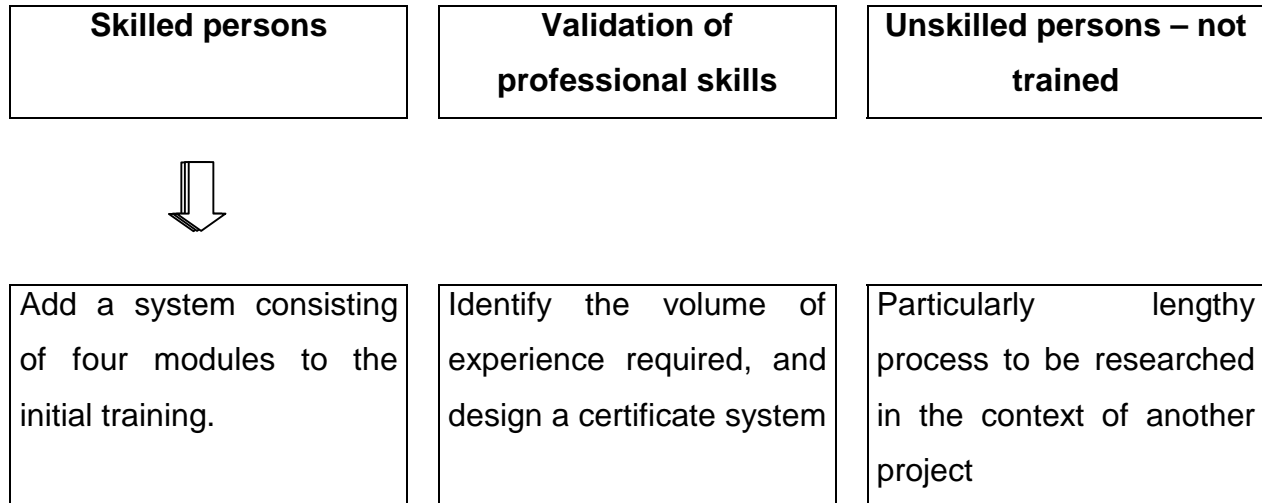 Skilled persons
Validation of
professional skills
Unskilled persons – not
trained
Add a system consisting
of four modules to the
initial training.
Identify the volume of
experience required, and
design a certificate system
Particularly lengthy
process to be researched
in the context of another
project